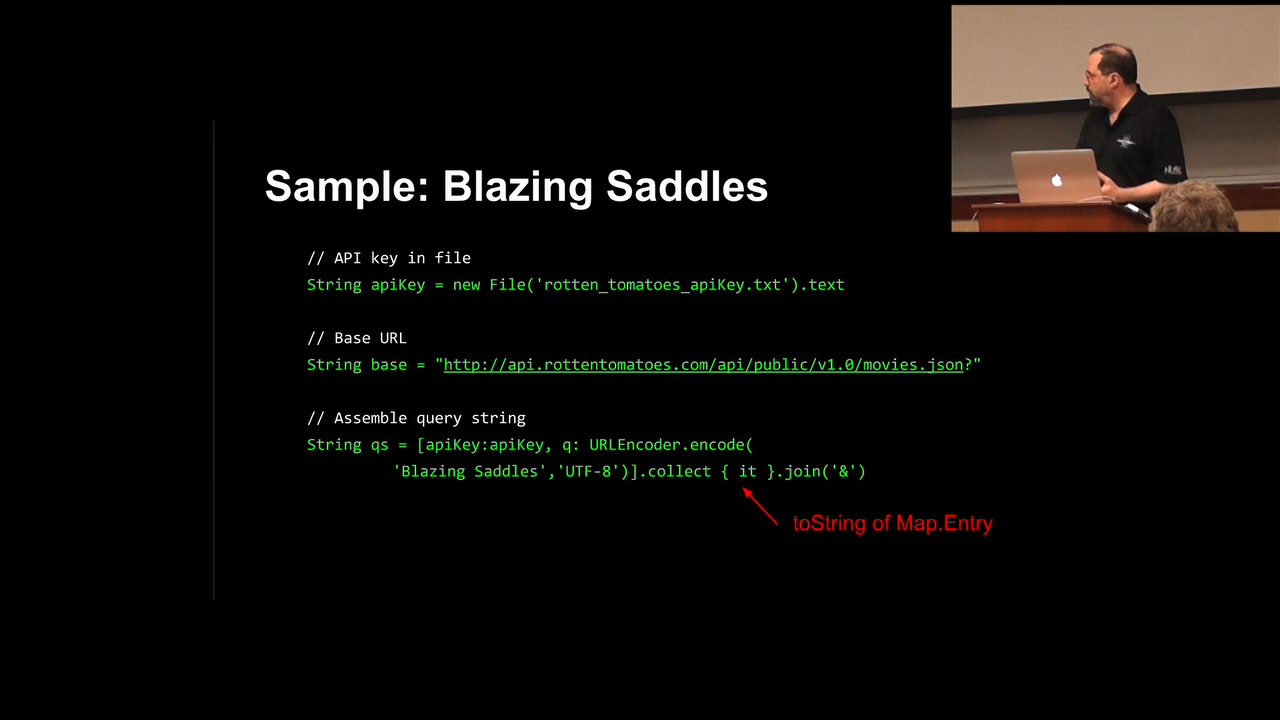 Sample: Blazing Saddles
// API key in file
String apiKey = new File('rotten_tomatoes_apiKey.txt').text
// Base URL
String base = "http://api.rottentomatoes.com/api/public/v1.0/movies.json?"
// Assemble query string
String qs = [apiKey:apiKey, q: URLEncoder.encode(
'Blazing Saddles','UTF-8')].collect { it }.join('&')
toString of Map.Entry